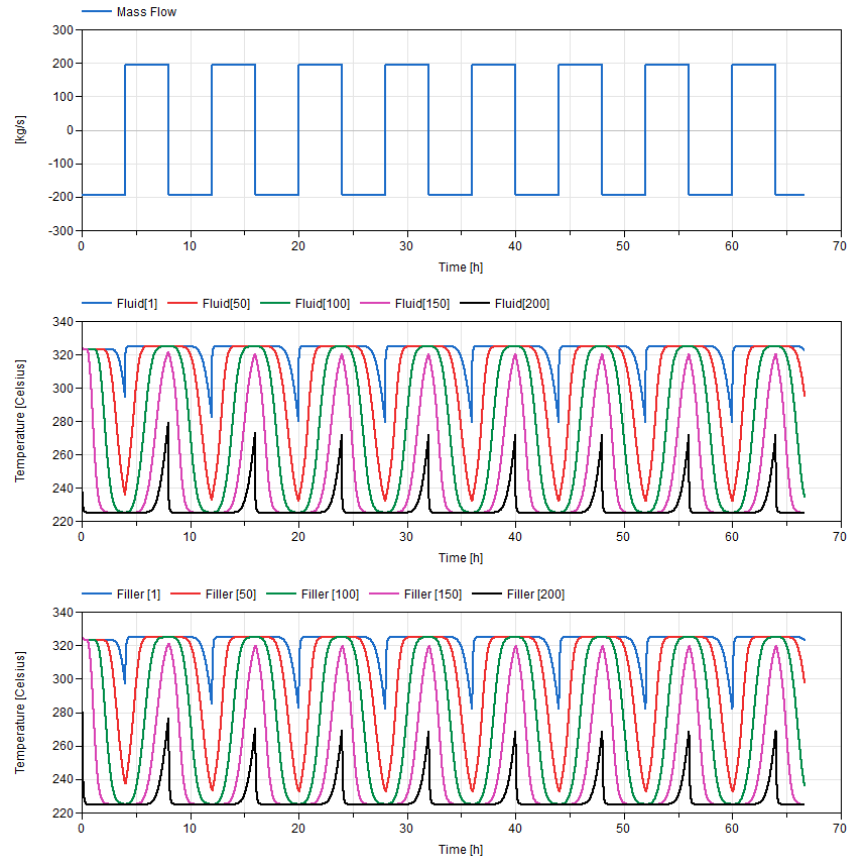 Mass Flow
300
200
100
0
-100
-200
-300
[kg/s]
0 10 20 30 40 50 60 70
Time [h]
Fluid[1] Fluid[50] Fluid[100] Fluid[150] Fluid[200]
340
320
300
280
260
240
220
Temperature [Celsius]
0 10 20 30 40 50 60 70
Time [h]
Filler [1] Filler [50] Filler [100] Filler [150] Filler [200]
340
320
300
280
260
240
220
Temperature [Celsius]
0 10 20 30 40 50 60 70
Time [h]